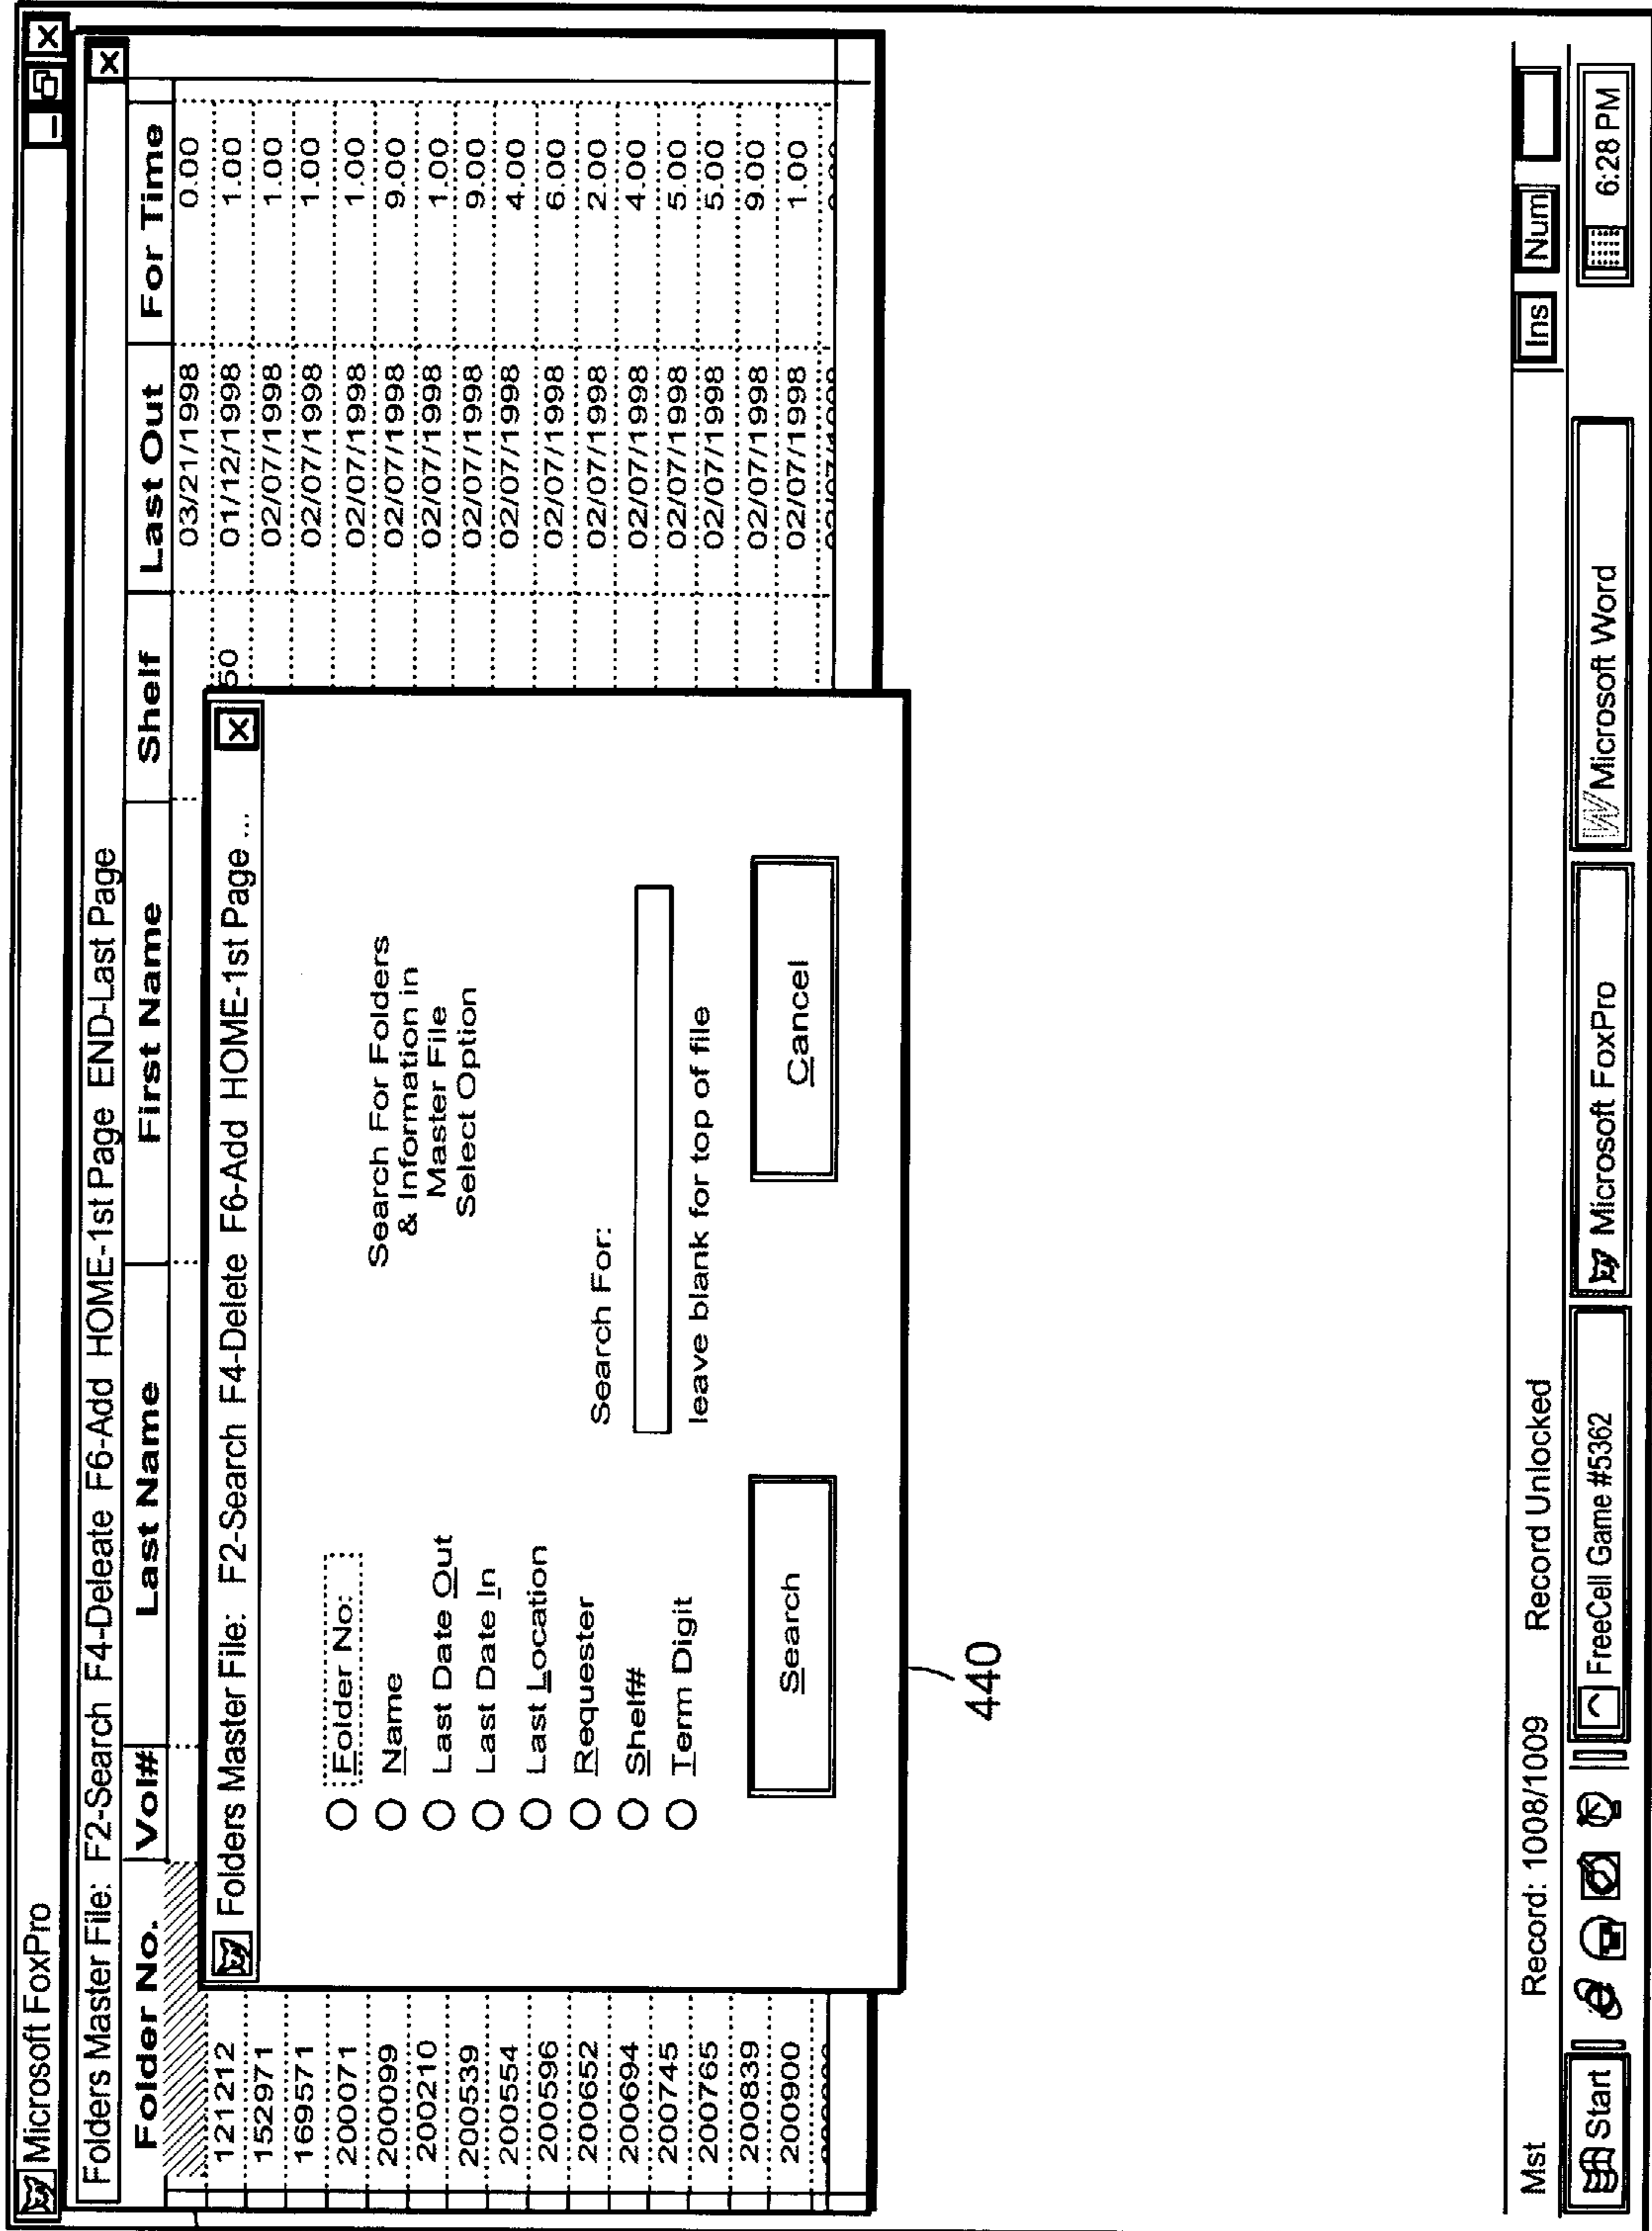 Microsoft FoxPro
Folders Master File: F2-Search F4-Deleate F6-Add HOME-1st Page END-Last Page
Folder No. Vol# Last Name First Name Shelf Last Out For Time
03/21/1998 0.00
121212 50 01/12/1998 1.00
152971 02/07/1998 1.00
169571 02/07/1998 1.00
200071 02/07/1998 1.00
200099 02/07/1998 9.00
200210 02/07/1998 1.00
200539 02/07/1998 9.00
200554 02/07/1998 4.00
200596 02/07/1998 6.00
200652 02/07/1998 2.00
200694 02/07/1998 4.00
200745 02/07/1998 5.00
200765 02/07/1998 5.00
200839 02/07/1998 9.00
200900 02/07/1998 1.00
Folders Master File: F2-Search F4-Delete F6-Add HOME-1st Page ...
Folder No:
Name
Last Date Out
Last Date In
Last Location
Requester
Shelf#
Term Digit
Search For Folders
& Information in
Master File
Select Option
Search For:
leave blank for top of file
Search Cancel
440
Mst Record: 1008/1009 Record Unlocked Ins Num
Start FreeCell Game #5362 Microsoft FoxPro Microsoft Word 6:28 PM